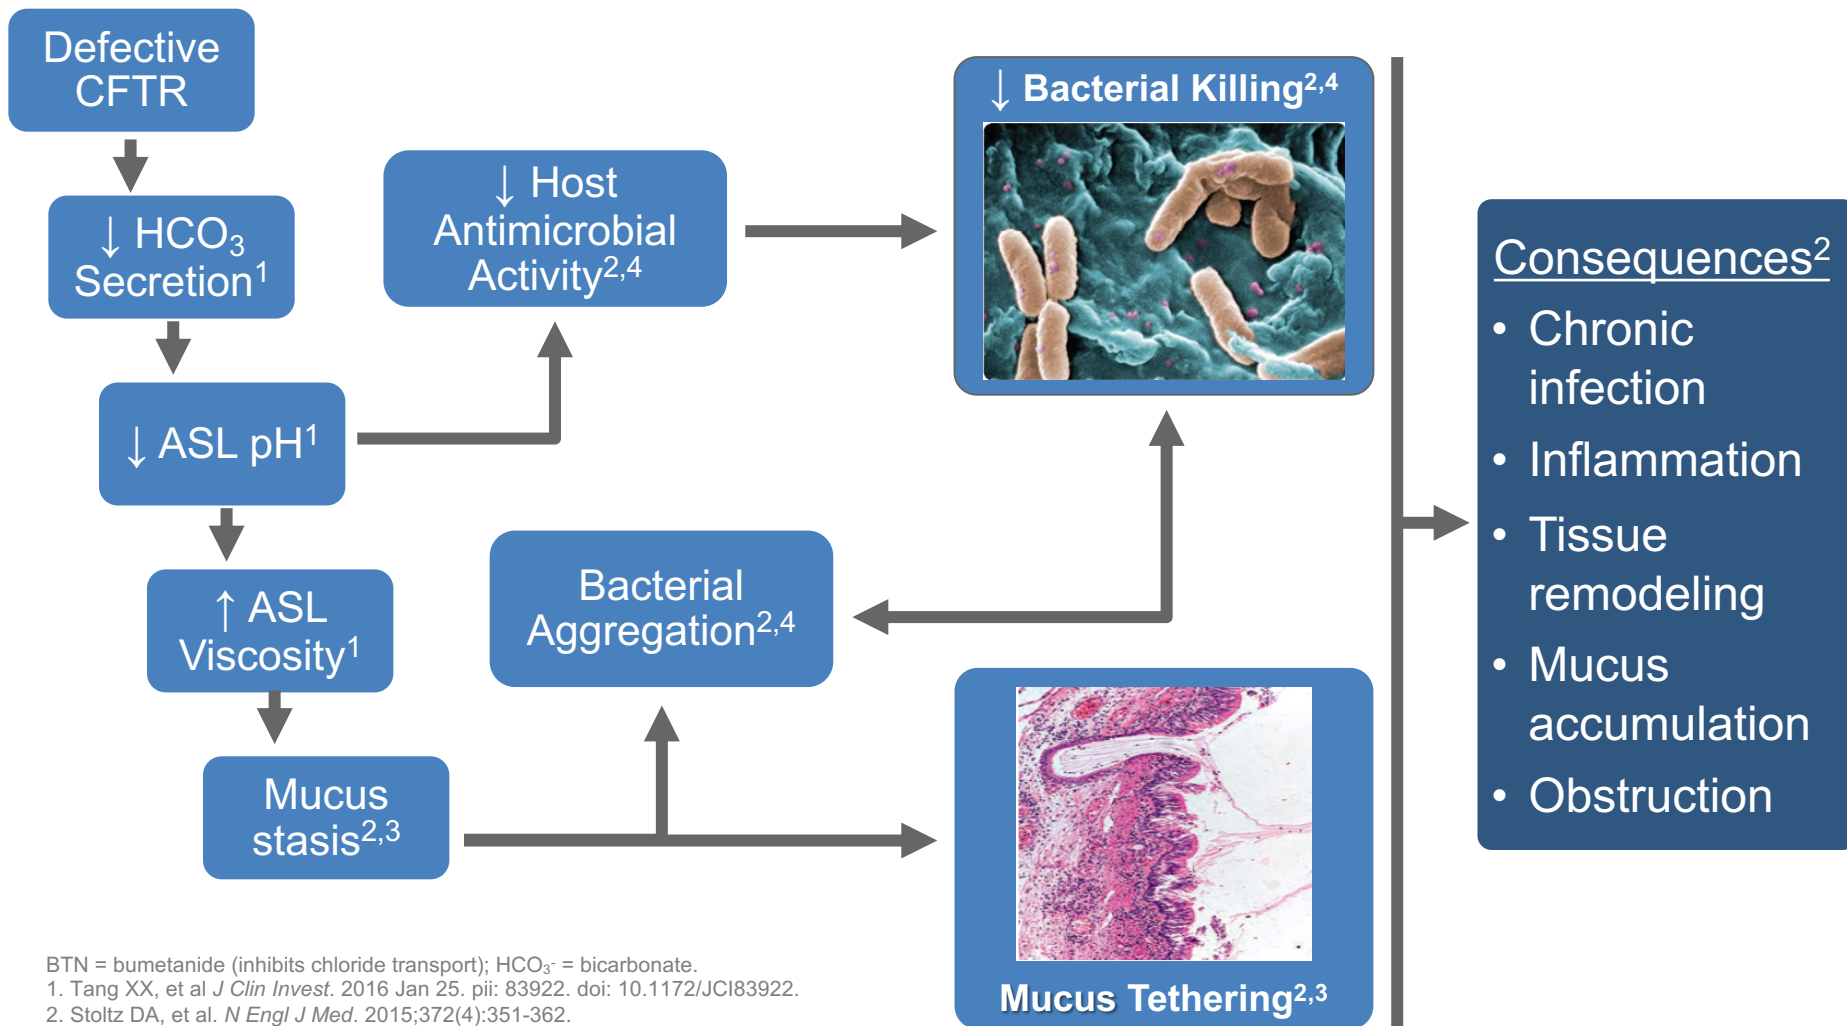 Defective
CFTR
↓ HCO₃
Secretion¹
↓ ASL pH¹
↑ ASL
Viscosity¹
Mucus
stasis²,³
↓ Host
Antimicrobial
Activity²,⁴
Bacterial
Aggregation²,⁴
↓ Bacterial Killing²,⁴
Mucus Tethering²,³
Consequences²
• Chronic
infection
• Inflammation
• Tissue
remodeling
• Mucus
accumulation
• Obstruction
BTN = bumetanide (inhibits chloride transport); HCO₃- = bicarbonate.
1. Tang XX, et al J Clin Invest. 2016 Jan 25. pii: 83922. doi: 10.1172/JCI83922.
2. Stoltz DA, et al. N Engl J Med. 2015;372(4):351-362.